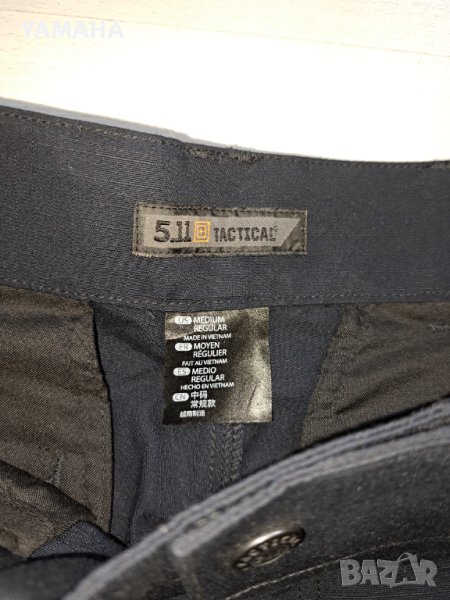 YAMAHA
5.11 TACTICAL
US MEDIUM
REGULAR
MADE IN VIETNAM
FR MOYEN
RÉGULIER
FAIT AU VIETNAM
ES MEDIO
REGULAR
HECHO EN VIETNAM
CN 中码
常规款
越南制造
BAZAR